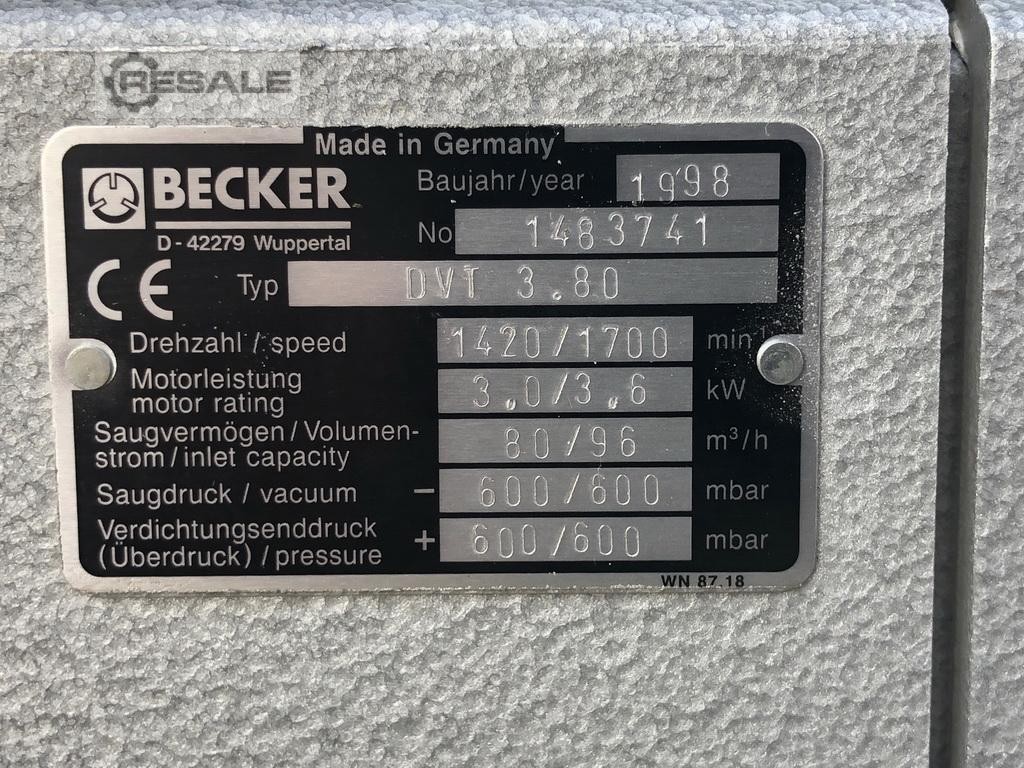 RESALE
Made in Germany
BECKER
Baujahr/year 1998
D-42279 Wuppertal
No 1483741
CE Typ DVT 3.80
Drehzahl / speed 1420/1700 min⁻¹
Motorleistung
motor rating 3.0/3.6 kW
Saugvermögen/Volumen-
strom/inlet capacity 80/96 m³/h
Saugdruck / vacuum - 600/600 mbar
Verdichtungsenddruck
(Überdruck) / pressure + 600/600 mbar
WN 87.18